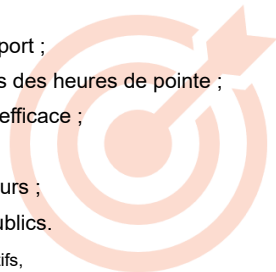 port ;
s des heures de pointe ;
efficace ;
urs ;
ublics.
ifs,